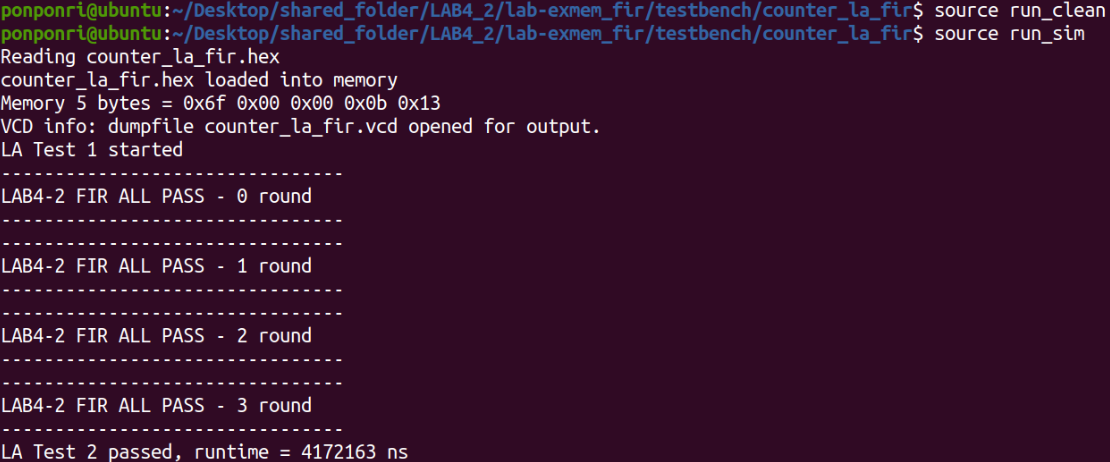 ponponri@ubuntu:~/Desktop/shared_folder/LAB4_2/lab-exmem_fir/testbench/counter_la_fir$ source run_clean
ponponri@ubuntu:~/Desktop/shared_folder/LAB4_2/lab-exmem_fir/testbench/counter_la_fir$ source run_sim
Reading counter_la_fir.hex
counter_la_fir.hex loaded into memory
Memory 5 bytes = 0x6f 0x00 0x00 0x0b 0x13
VCD info: dumpfile counter_la_fir.vcd opened for output.
LA Test 1 started
--------------------------------
LAB4-2 FIR ALL PASS - 0 round
--------------------------------
--------------------------------
LAB4-2 FIR ALL PASS - 1 round
--------------------------------
--------------------------------
LAB4-2 FIR ALL PASS - 2 round
--------------------------------
--------------------------------
LAB4-2 FIR ALL PASS - 3 round
--------------------------------
LA Test 2 passed, runtime = 4172163 ns